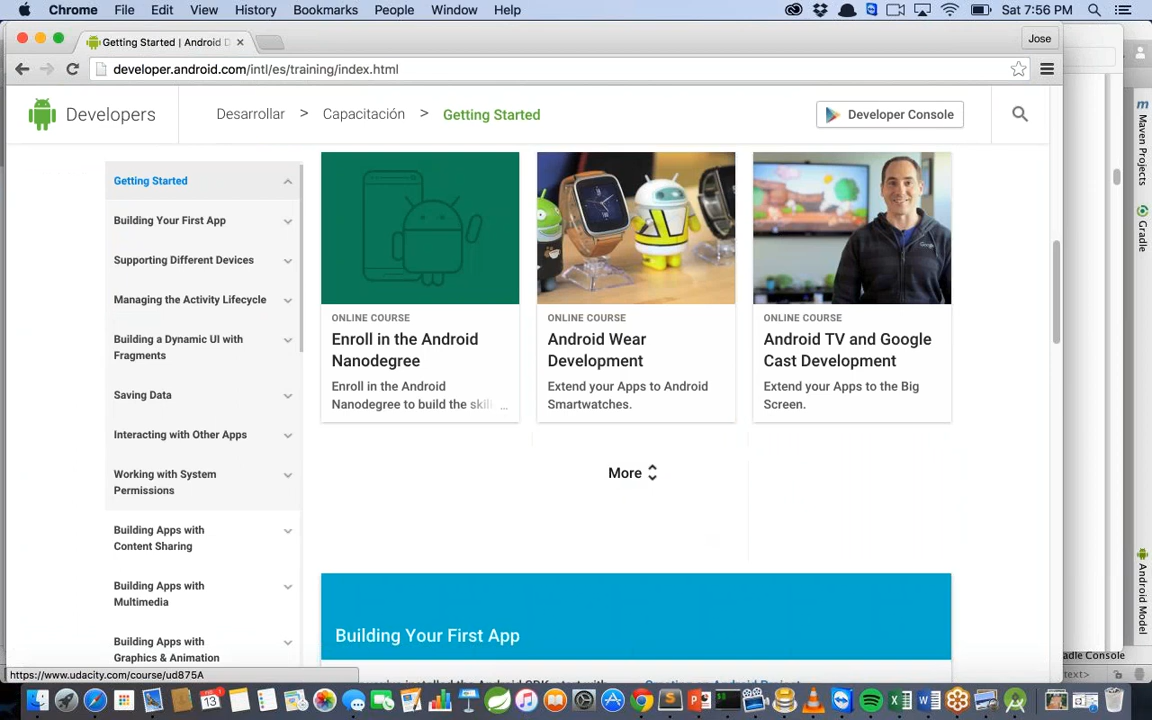 Chrome File Edit View History Bookmarks People Window Help Sat 7:56 PM
Getting Started | Android D
Jose
developer.android.com/intl/es/training/index.html
Developers
Desarrollar > Capacitación > Getting Started
Developer Console
Getting Started
Building Your First App
Supporting Different Devices
Managing the Activity Lifecycle
Building a Dynamic UI with
Fragments
Saving Data
Interacting with Other Apps
Working with System
Permissions
Building Apps with
Content Sharing
Building Apps with
Multimedia
Building Apps with
Graphics & Animation
ONLINE COURSE
Enroll in the Android
Nanodegree
Enroll in the Android
Nanodegree to build the skil ...
ONLINE COURSE
Android Wear
Development
Extend your Apps to Android
Smartwatches.
ONLINE COURSE
Android TV and Google
Cast Development
Extend your Apps to the Big
Screen.
More
Building Your First App
https://www.udacity.com/course/ud875A
Maven Projects
Gradle
Android Model
adle Console
text>